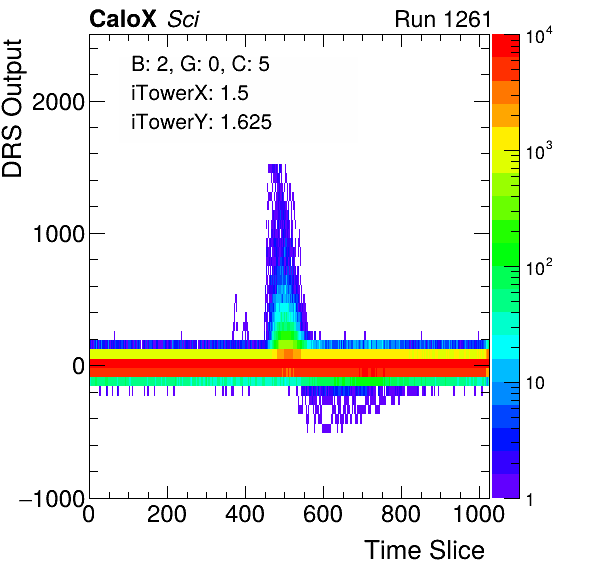 CaloX Sci Run 1261
B: 2, G: 0, C: 5
iTowerX: 1.5
iTowerY: 1.625
DRS Output
2000
1000
0
−1000
0 200 400 600 800 1000
Time Slice
10^4
10^3
10^2
10
1